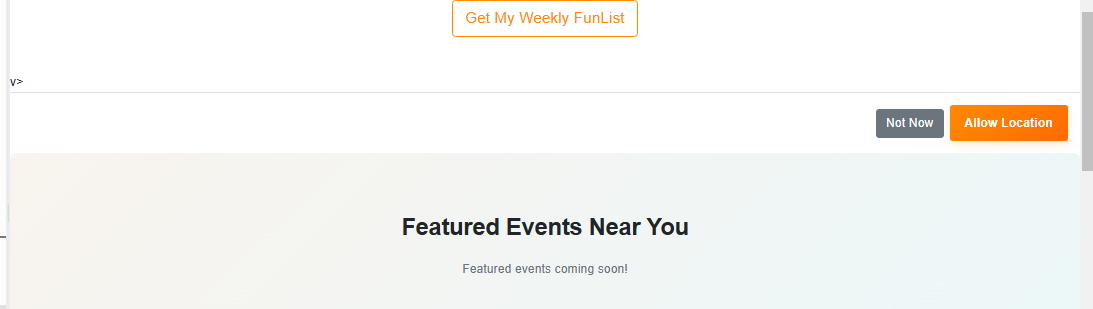 Get My Weekly FunList
v>
Not Now Allow Location
Featured Events Near You
Featured events coming soon!